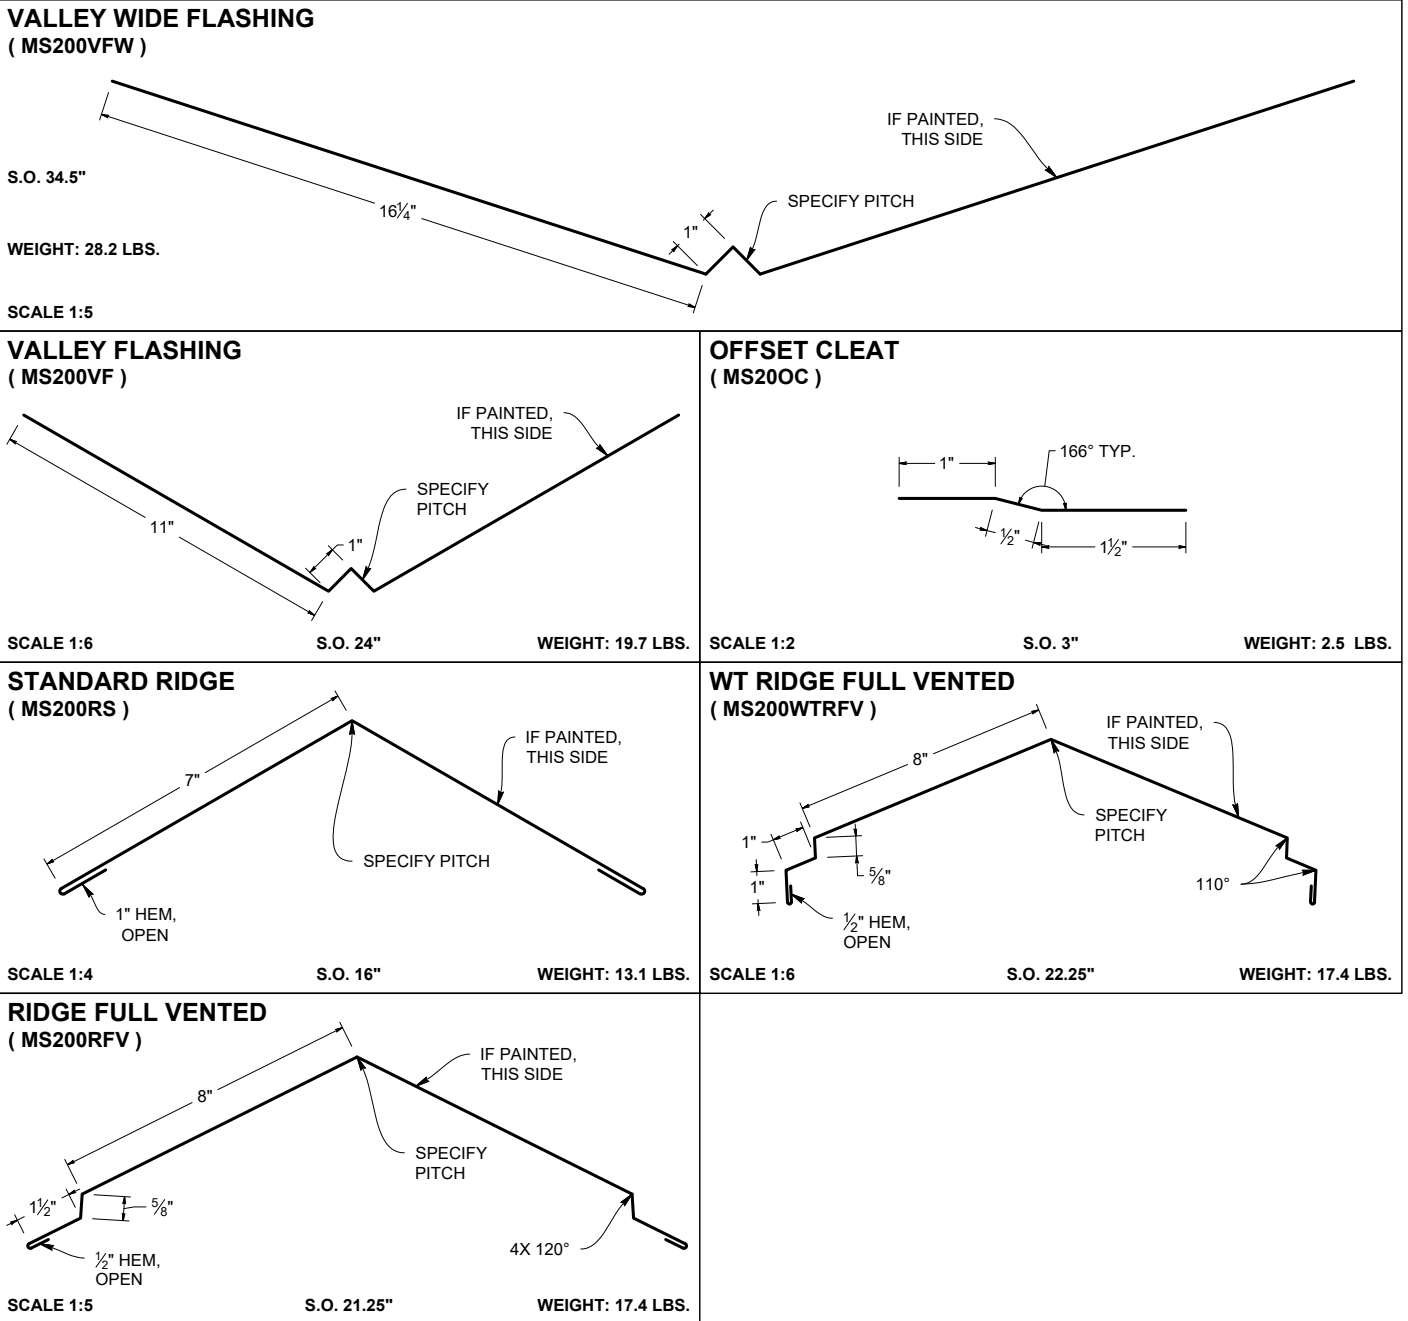 VALLEY WIDE FLASHING
( MS200VFW )
IF PAINTED,
THIS SIDE
S.O. 34.5"
16¼"
SPECIFY PITCH
1"
WEIGHT: 28.2 LBS.
SCALE 1:5
VALLEY FLASHING
( MS200VF )
IF PAINTED,
THIS SIDE
SPECIFY
PITCH
11"
1"
SCALE 1:6
S.O. 24"
WEIGHT: 19.7 LBS.
OFFSET CLEAT
( MS20OC )
1"
166° TYP.
½"
1½"
SCALE 1:2
S.O. 3"
WEIGHT: 2.5 LBS.
STANDARD RIDGE
( MS200RS )
IF PAINTED,
THIS SIDE
7"
SPECIFY PITCH
1" HEM,
OPEN
SCALE 1:4
S.O. 16"
WEIGHT: 13.1 LBS.
WT RIDGE FULL VENTED
( MS200WTRFV )
IF PAINTED,
THIS SIDE
8"
SPECIFY
PITCH
1"
⅝"
1"
110°
½" HEM,
OPEN
SCALE 1:6
S.O. 22.25"
WEIGHT: 17.4 LBS.
RIDGE FULL VENTED
( MS200RFV )
IF PAINTED,
THIS SIDE
8"
SPECIFY
PITCH
1½"
⅝"
4X 120°
½" HEM,
OPEN
SCALE 1:5
S.O. 21.25"
WEIGHT: 17.4 LBS.